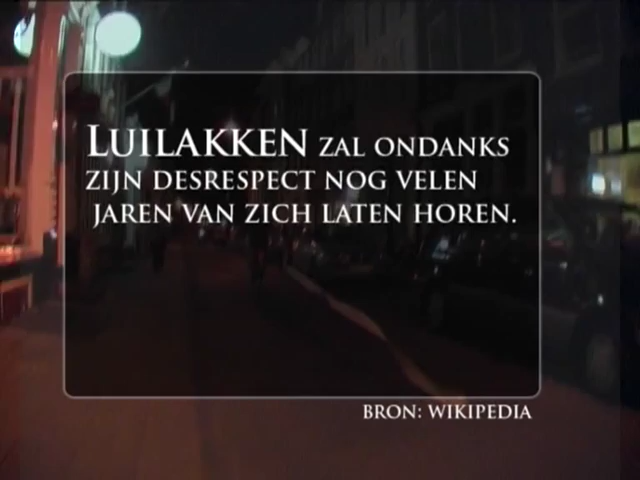 LUILAKKEN ZAL ONDANKS
ZIJN DESRESPECT NOG VELEN
JAREN VAN ZICH LATEN HOREN.
BRON: WIKIPEDIA